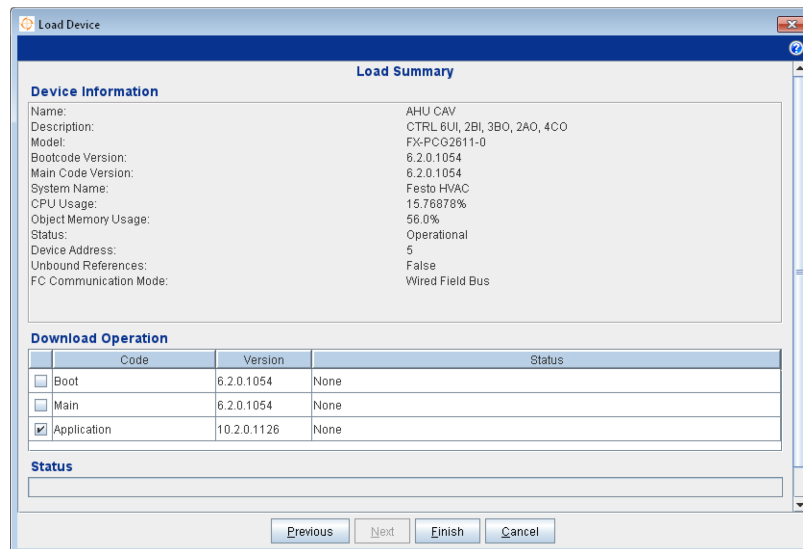 Load Device
Load Summary
Device Information
Name: AHU CAV
Description: CTRL 6UI, 2BI, 3BO, 2AO, 4CO
Model: FX-PCG2611-0
Bootcode Version: 6.2.0.1054
Main Code Version: 6.2.0.1054
System Name: Festo HVAC
CPU Usage: 15.76878%
Object Memory Usage: 56.0%
Status: Operational
Device Address: 5
Unbound References: False
FC Communication Mode: Wired Field Bus
Download Operation
Code Version Status
Boot 6.2.0.1054 None
Main 6.2.0.1054 None
Application 10.2.0.1126 None
Status
Previous Next Finish Cancel